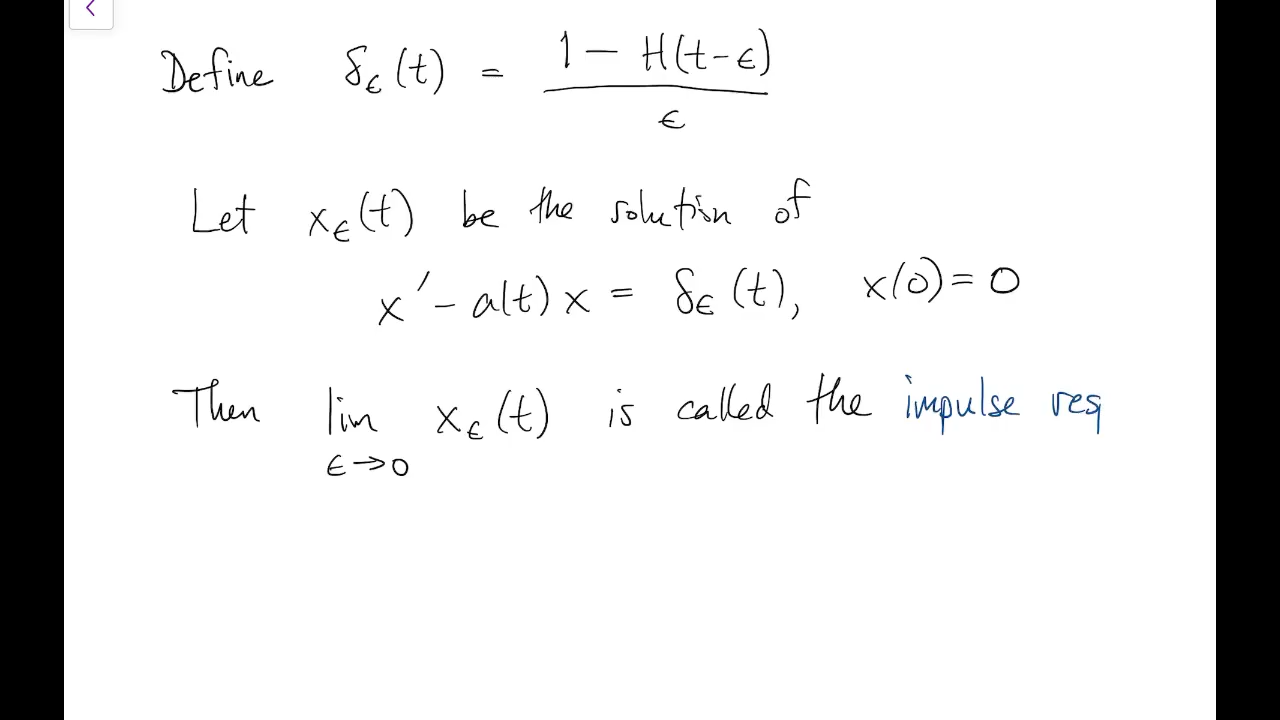 Define δ_ε(t) = (1 − H(t−ε)) / ε
Let x_ε(t) be the solution of
x′ − a(t) x = δ_ε(t), x(0) = 0
Then lim_{ε→0} x_ε(t) is called the impulse res